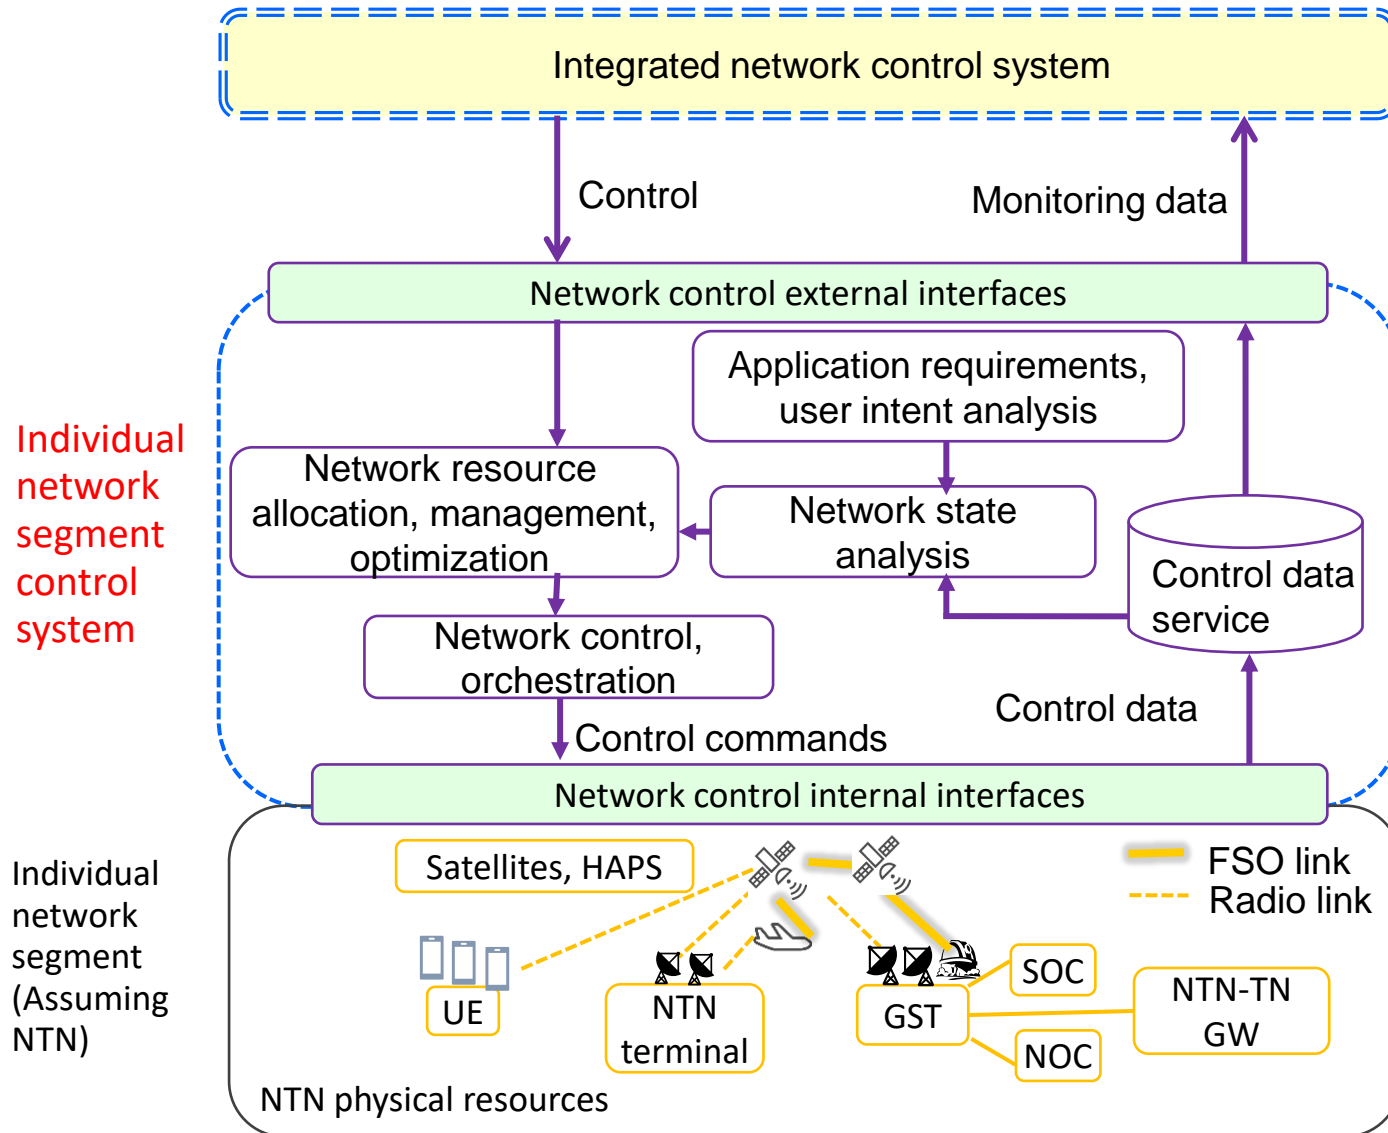 Integrated network control system
Control
Monitoring data
Network control external interfaces
Application requirements,
user intent analysis
Individual
network
segment
control
system
Network resource
allocation, management,
optimization
Network state
analysis
Control data
service
Network control,
orchestration
Control data
Control commands
Network control internal interfaces
Satellites, HAPS
FSO link
Radio link
Individual
network
segment
(Assuming
NTN)
UE
NTN
terminal
GST
SOC
NOC
NTN-TN
GW
NTN physical resources